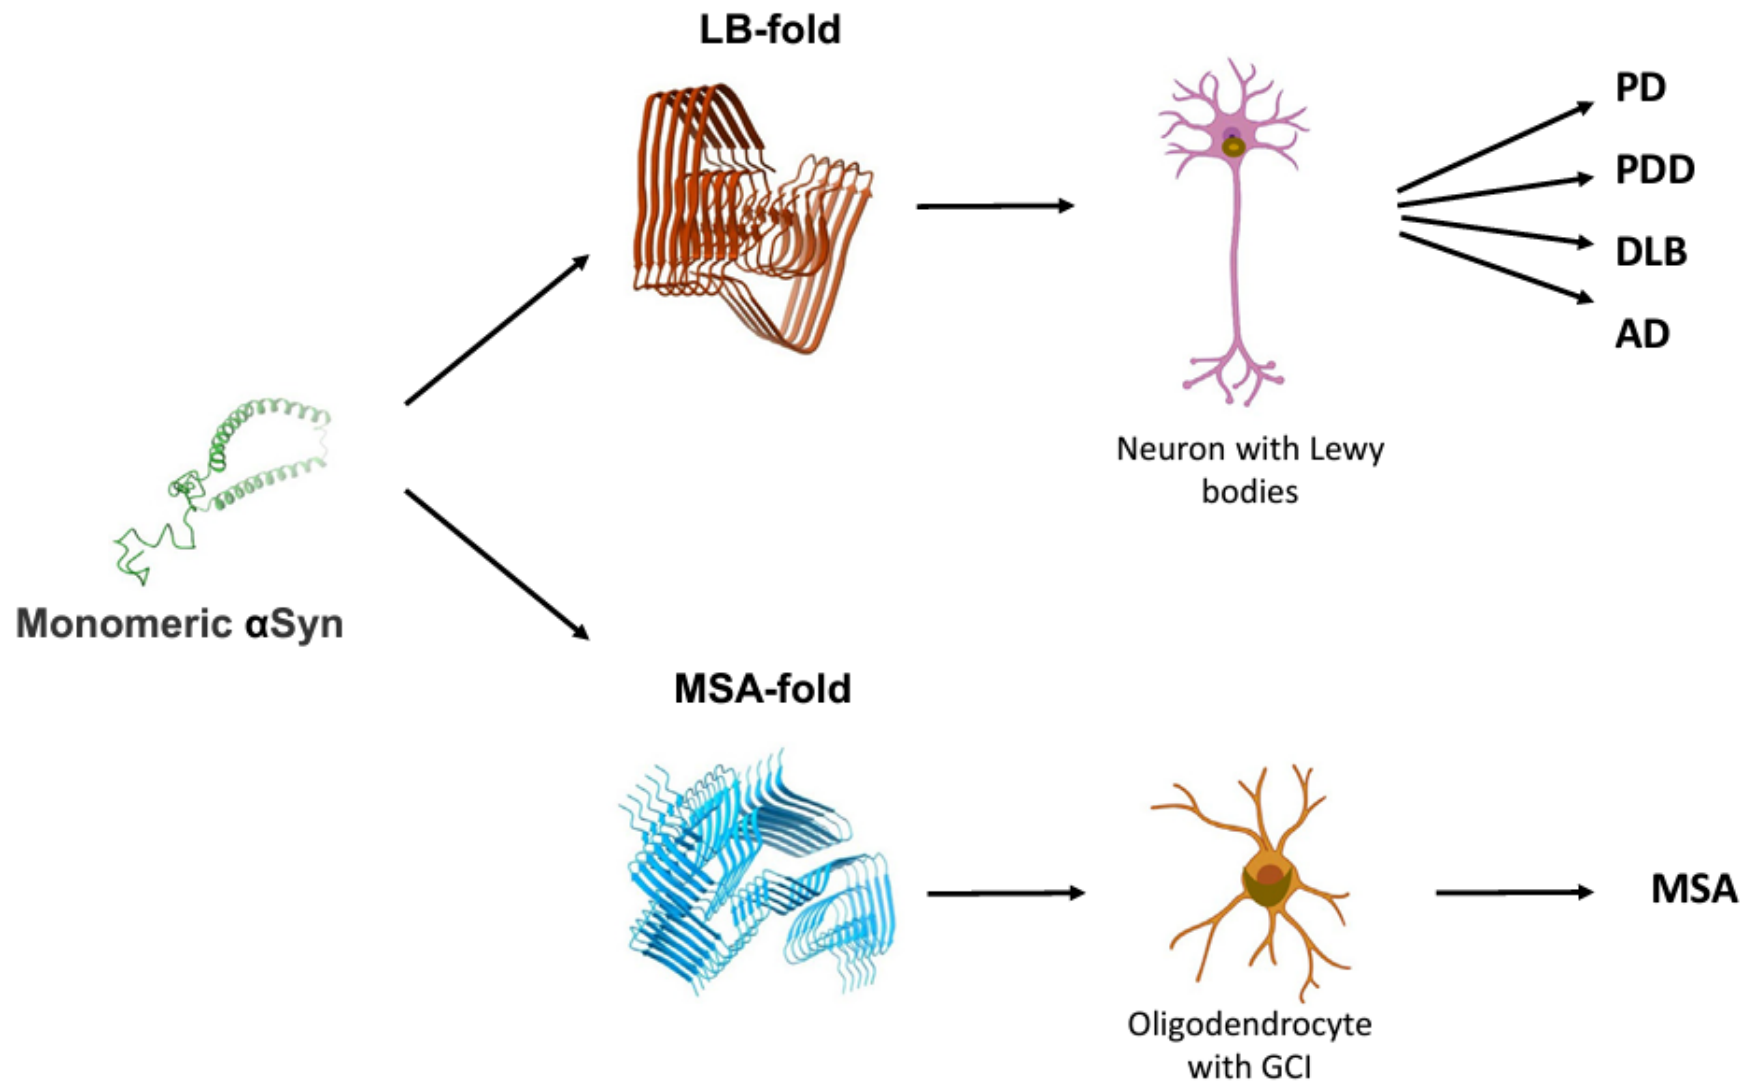 LB-fold
PD
PDD
DLB
AD
Neuron with Lewy
bodies
Monomeric αSyn
MSA-fold
MSA
Oligodendrocyte
with GCI